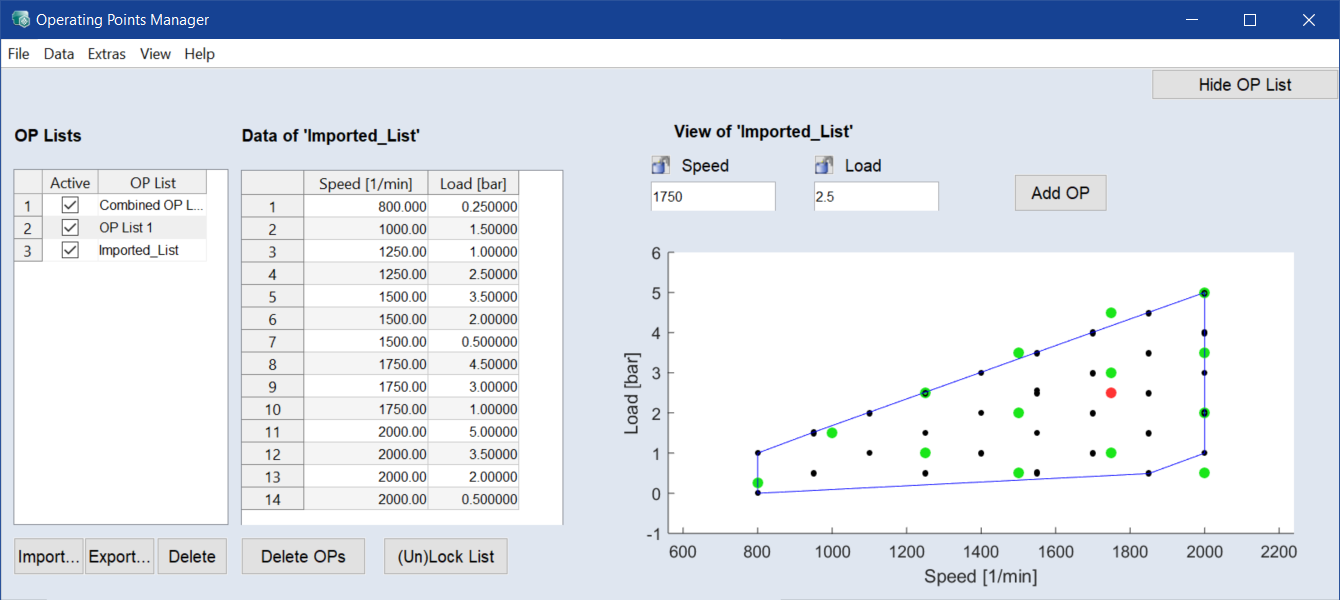 Operating Points Manager
File Data Extras View Help
Hide OP List
OP Lists
Data of 'Imported_List'
View of 'Imported_List'
Speed
Load
1750
2.5
Add OP
Active OP List
1 Combined OP L...
2 OP List 1
3 Imported_List
Speed [1/min] Load [bar]
1 800.000 0.250000
2 1000.00 1.50000
3 1250.00 1.00000
4 1250.00 2.50000
5 1500.00 3.50000
6 1500.00 2.00000
7 1500.00 0.500000
8 1750.00 4.50000
9 1750.00 3.00000
10 1750.00 1.00000
11 2000.00 5.00000
12 2000.00 3.50000
13 2000.00 2.00000
14 2000.00 0.500000
6
5
4
3
2
1
0
-1
Load [bar]
600 800 1000 1200 1400 1600 1800 2000 2200
Speed [1/min]
Import... Export... Delete
Delete OPs (Un)Lock List